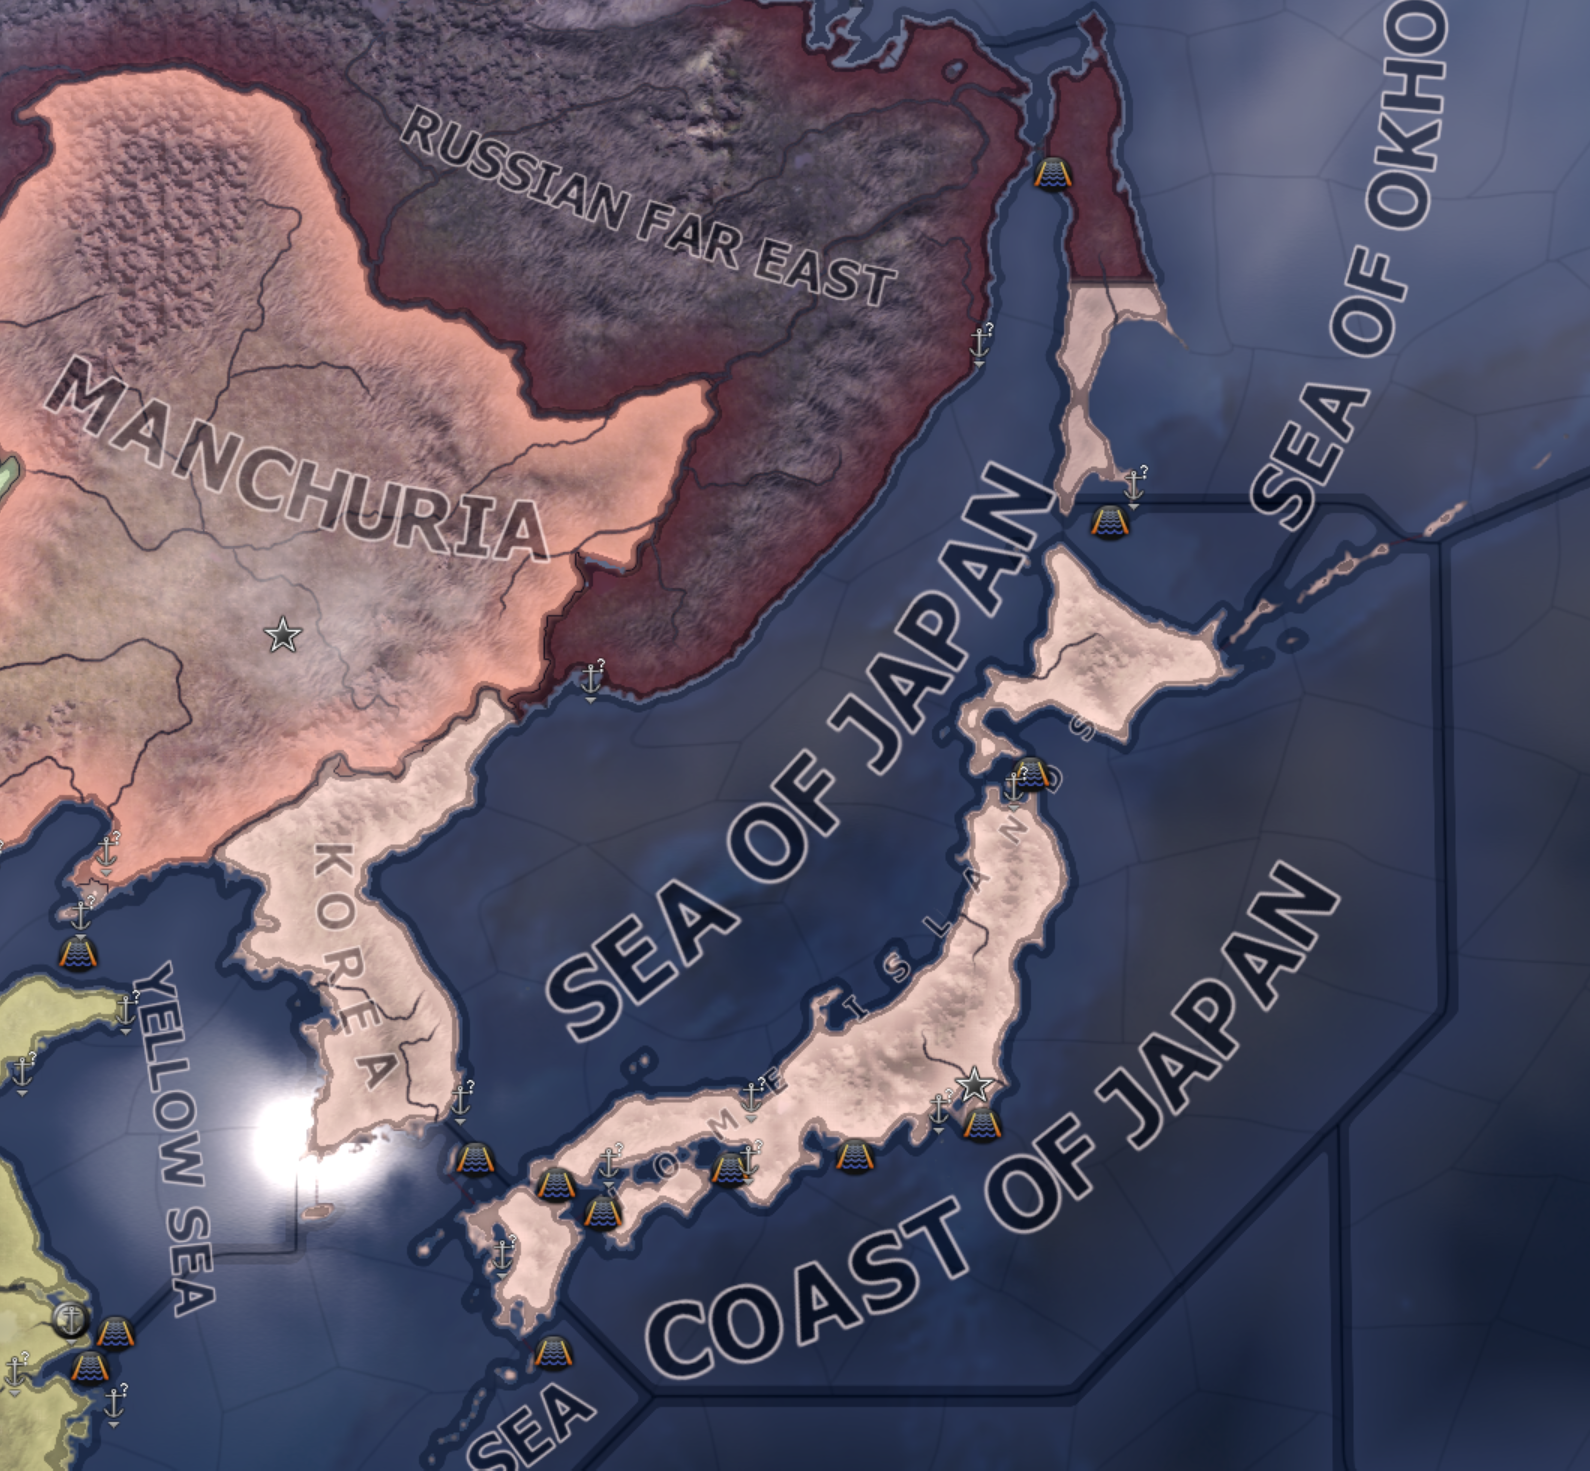 RUSSIAN FAR EAST
SEA OF OKHO
MANCHURIA
SEA OF JAPAN
KOREA
HOME ISLANDS
YELLOW SEA
COAST OF JAPAN
SEA